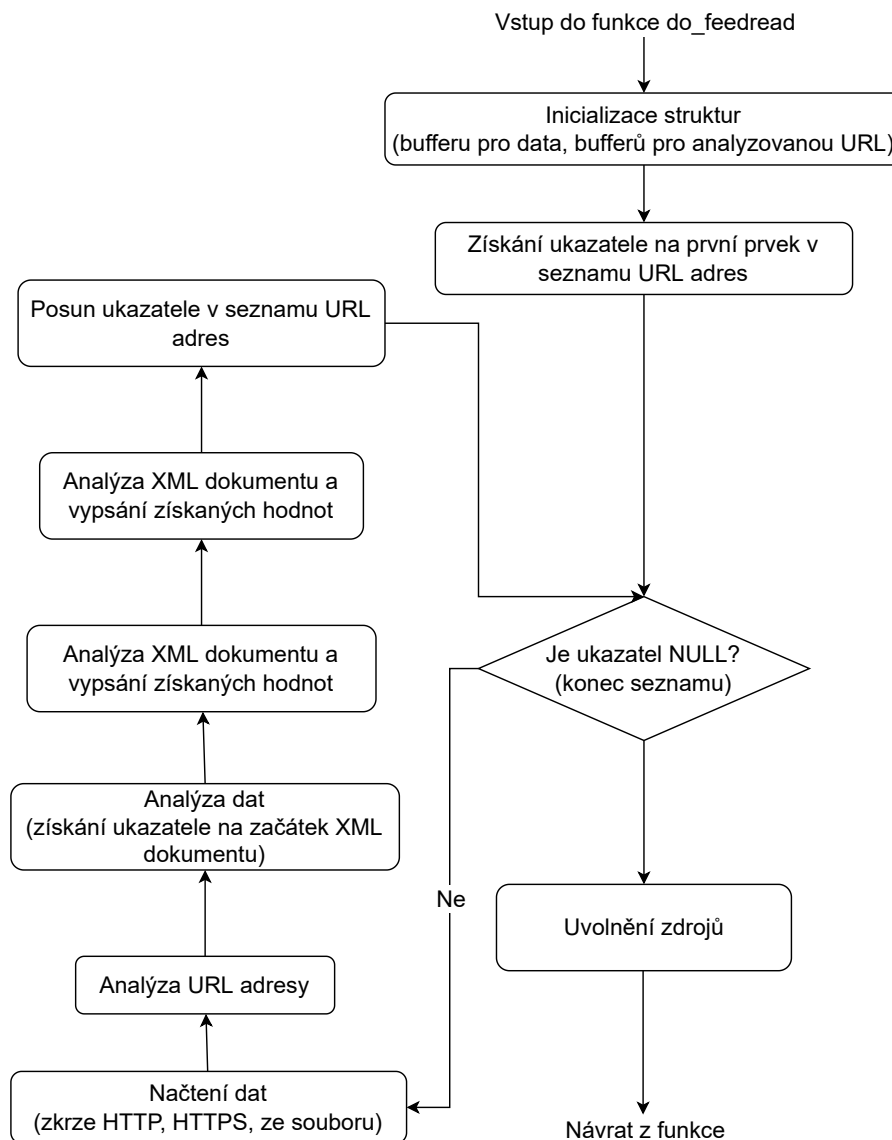 Vstup do funkce do_feedread
Inicializace struktur
(bufferu pro data, bufferů pro analyzovanou URL)
Získání ukazatele na první prvek v
seznamu URL adres
Posun ukazatele v seznamu URL
adres
Analýza XML dokumentu a
vypsání získaných hodnot
Analýza XML dokumentu a
vypsání získaných hodnot
Je ukazatel NULL?
(konec seznamu)
Analýza dat
(získání ukazatele na začátek XML
dokumentu)
Ne
Uvolnění zdrojů
Analýza URL adresy
Načtení dat
(zkrze HTTP, HTTPS, ze souboru)
Návrat z funkce